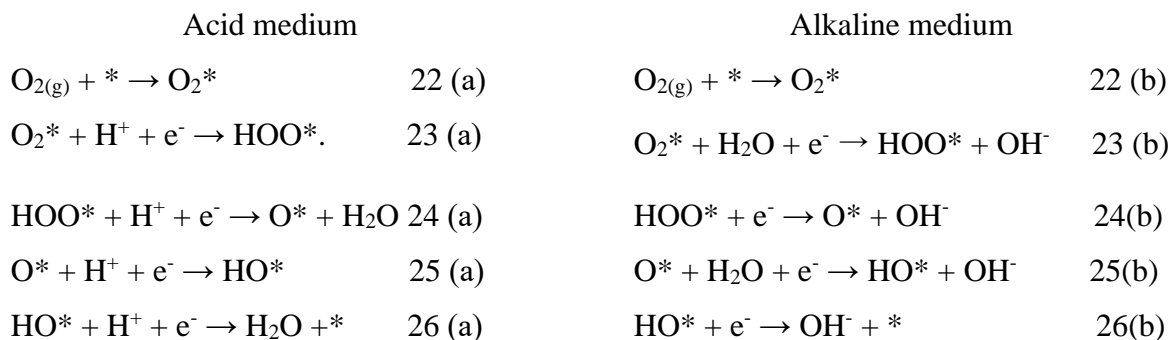 Acid medium Alkaline medium
O₂₍g₎ + * → O₂* 22 (a) O₂₍g₎ + * → O₂* 22 (b)
O₂* + H⁺ + e⁻ → HOO*. 23 (a) O₂* + H₂O + e⁻ → HOO* + OH⁻ 23 (b)
HOO* + H⁺ + e⁻ → O* + H₂O 24 (a) HOO* + e⁻ → O* + OH⁻ 24(b)
O* + H⁺ + e⁻ → HO* 25 (a) O* + H₂O + e⁻ → HO* + OH⁻ 25(b)
HO* + H⁺ + e⁻ → H₂O +* 26 (a) HO* + e⁻ → OH⁻ + * 26(b)